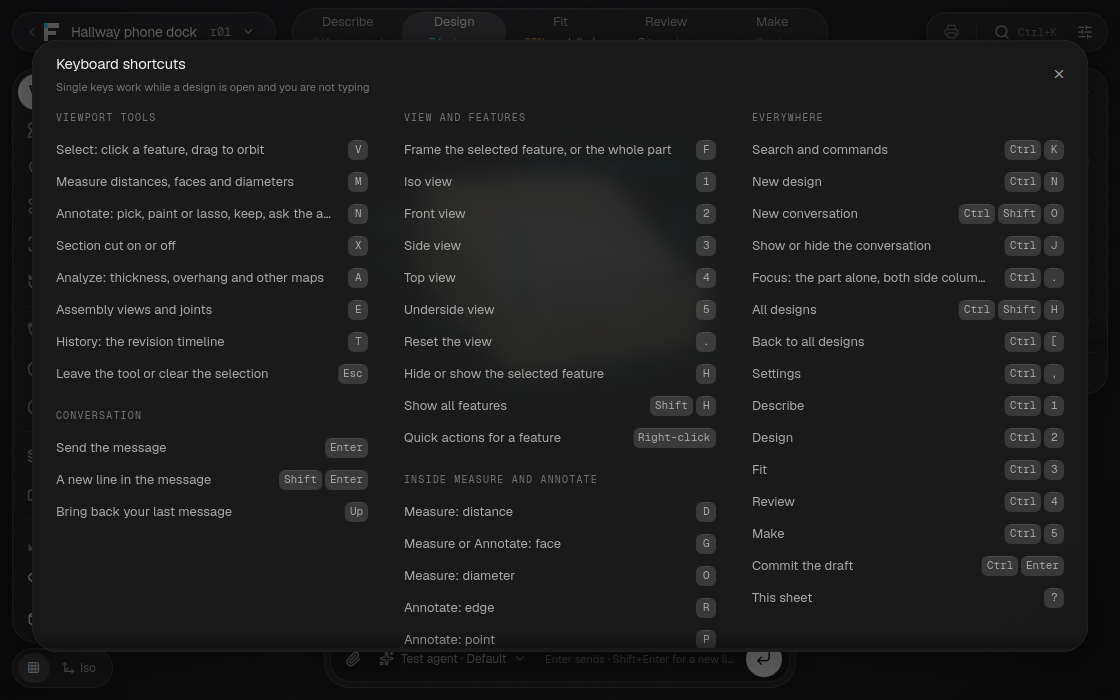 Hallway phone dock r01
Describe
Design
Fit
Review
Make
Ctrl+K
Keyboard shortcuts
Single keys work while a design is open and you are not typing
VIEWPORT TOOLS
Select: click a feature, drag to orbit V
Measure distances, faces and diameters M
Annotate: pick, paint or lasso, keep, ask the a... N
Section cut on or off X
Analyze: thickness, overhang and other maps A
Assembly views and joints E
History: the revision timeline T
Leave the tool or clear the selection Esc
CONVERSATION
Send the message Enter
A new line in the message Shift Enter
Bring back your last message Up
VIEW AND FEATURES
Frame the selected feature, or the whole part F
Iso view 1
Front view 2
Side view 3
Top view 4
Underside view 5
Reset the view .
Hide or show the selected feature H
Show all features Shift H
Quick actions for a feature Right-click
INSIDE MEASURE AND ANNOTATE
Measure: distance D
Measure or Annotate: face G
Measure: diameter O
Annotate: edge R
Annotate: point P
EVERYWHERE
Search and commands Ctrl K
New design Ctrl N
New conversation Ctrl Shift O
Show or hide the conversation Ctrl J
Focus: the part alone, both side colum... Ctrl .
All designs Ctrl Shift H
Back to all designs Ctrl [
Settings Ctrl ,
Describe Ctrl 1
Design Ctrl 2
Fit Ctrl 3
Review Ctrl 4
Make Ctrl 5
Commit the draft Ctrl Enter
This sheet ?
Iso
Test agent · Default
Enter sends · Shift+Enter for a new li...